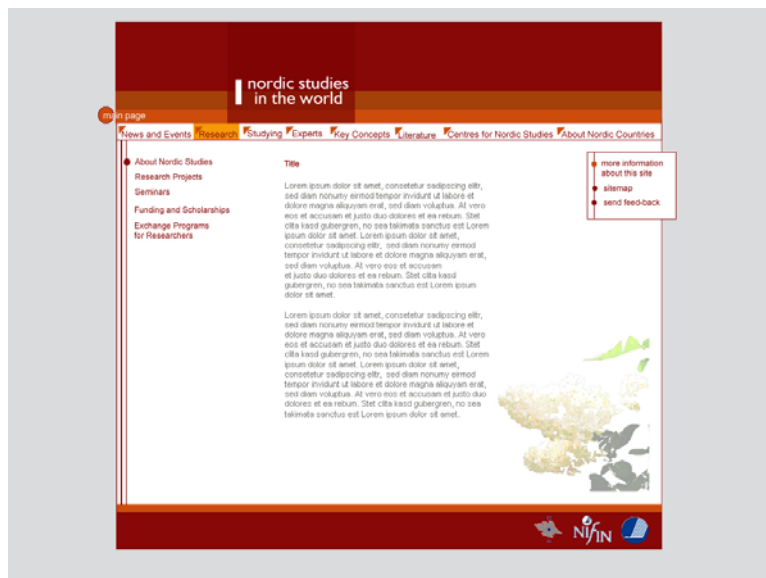 nordic studies
in the world
main page
News and Events Research Studying Experts Key Concepts Literature Centres for Nordic Studies About Nordic Countries
About Nordic Studies
Research Projects
Seminars
Funding and Scholarships
Exchange Programs
for Researchers
Title
Lorem ipsum dolor sit amet, consetetur sadipscing elitr,
sed diam nonumy eirmod tempor invidunt ut labore et
dolore magna aliquyam erat, sed diam voluptua. At vero
eos et accusam et justo duo dolores et ea rebum. Stet
clita kasd gubergren, no sea takimata sanctus est Lorem
ipsum dolor sit amet. Lorem ipsum dolor sit amet,
consetetur sadipscing elitr, sed diam nonumy eirmod
tempor invidunt ut labore et dolore magna aliquyam erat,
sed diam voluptua. At vero eos et accusam
et justo duo dolores et ea rebum. Stet clita kasd
gubergren, no sea takimata sanctus est Lorem ipsum
dolor sit amet.
Lorem ipsum dolor sit amet, consetetur sadipscing elitr,
sed diam nonumy eirmod tempor invidunt ut labore et
dolore magna aliquyam erat, sed diam voluptua. At vero
eos et accusam et justo duo dolores et ea rebum. Stet
clita kasd gubergren, no sea takimata sanctus est Lorem
ipsum dolor sit amet. Lorem ipsum dolor sit amet,
consetetur sadipscing elitr, sed diam nonumy eirmod
tempor invidunt ut labore et dolore magna aliquyam erat,
sed diam voluptua. At vero eos et accusam et justo duo
dolores et ea rebum. Stet clita kasd gubergren, no sea
takimata sanctus est Lorem ipsum dolor sit amet.
more information
about this site
sitemap
send feed-back
NIFIN